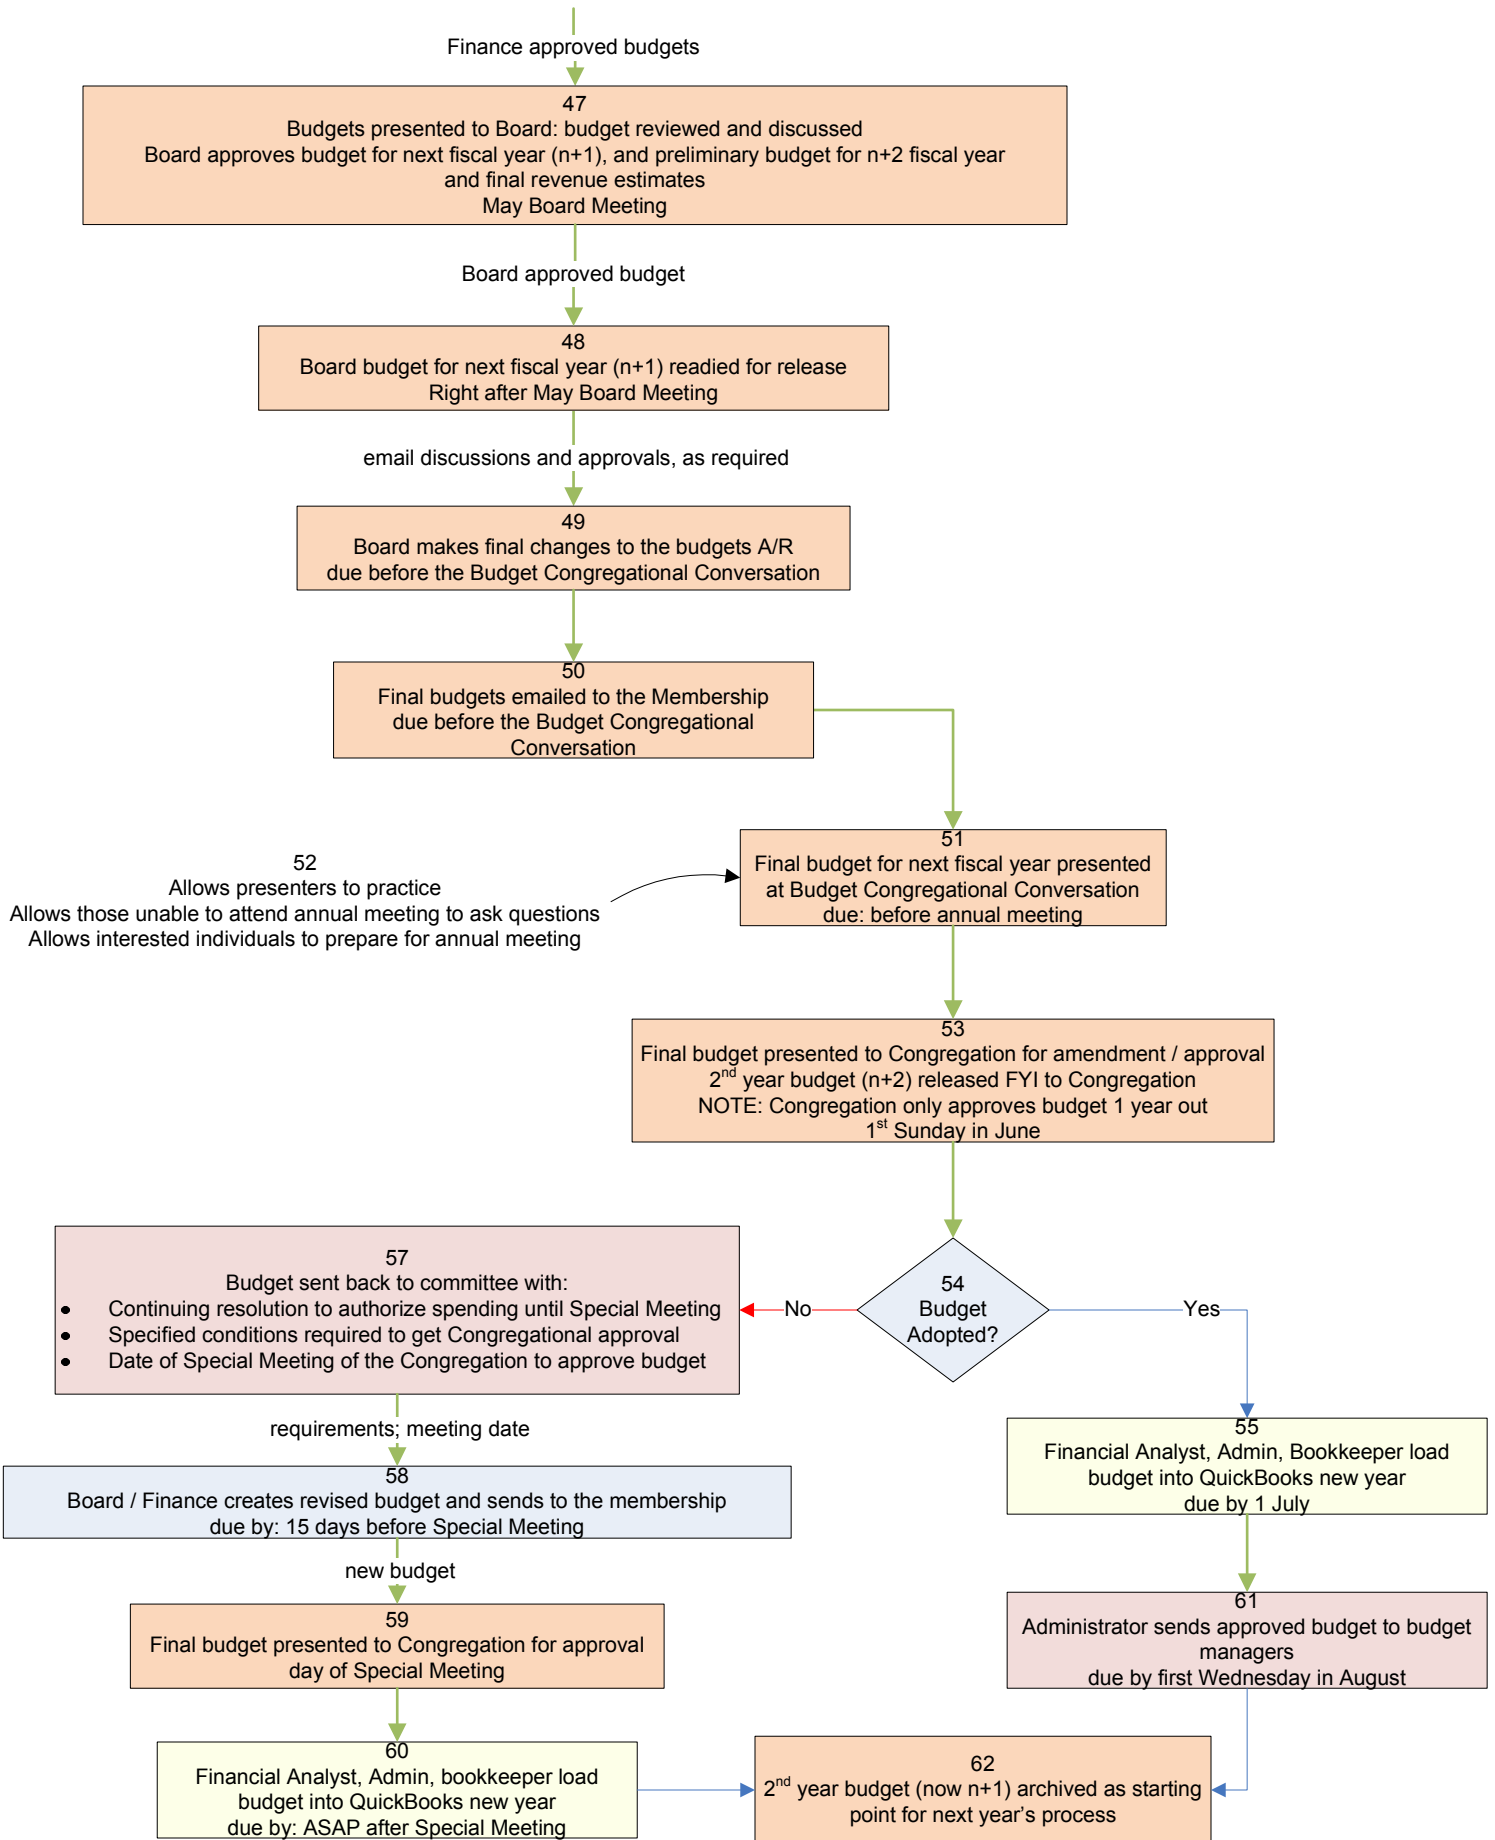 Finance approved budgets
47
Budgets presented to Board: budget reviewed and discussed
Board approves budget for next fiscal year (n+1), and preliminary budget for n+2 fiscal year
and final revenue estimates
May Board Meeting
Board approved budget
48
Board budget for next fiscal year (n+1) readied for release
Right after May Board Meeting
email discussions and approvals, as required
49
Board makes final changes to the budgets A/R
due before the Budget Congregational Conversation
50
Final budgets emailed to the Membership
due before the Budget Congregational
Conversation
51
Final budget for next fiscal year presented
at Budget Congregational Conversation
due: before annual meeting
52
Allows presenters to practice
Allows those unable to attend annual meeting to ask questions
Allows interested individuals to prepare for annual meeting
53
Final budget presented to Congregation for amendment / approval
2nd year budget (n+2) released FYI to Congregation
NOTE: Congregation only approves budget 1 year out
1st Sunday in June
54
Budget
Adopted?
No
Yes
57
Budget sent back to committee with:
• Continuing resolution to authorize spending until Special Meeting
• Specified conditions required to get Congregational approval
• Date of Special Meeting of the Congregation to approve budget
requirements; meeting date
55
Financial Analyst, Admin, Bookkeeper load
budget into QuickBooks new year
due by 1 July
58
Board / Finance creates revised budget and sends to the membership
due by: 15 days before Special Meeting
new budget
61
Administrator sends approved budget to budget
managers
due by first Wednesday in August
59
Final budget presented to Congregation for approval
day of Special Meeting
60
Financial Analyst, Admin, bookkeeper load
budget into QuickBooks new year
due by: ASAP after Special Meeting
62
2nd year budget (now n+1) archived as starting
point for next year's process